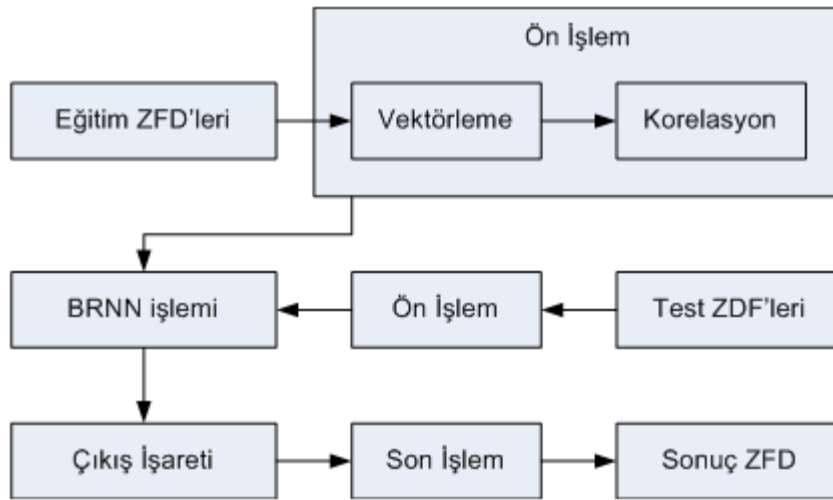 Ön İşlem
Eğitim ZFD'leri
Vektörleme
Korelasyon
BRNN işlemi
Ön İşlem
Test ZDF'leri
Çıkış İşareti
Son İşlem
Sonuç ZFD